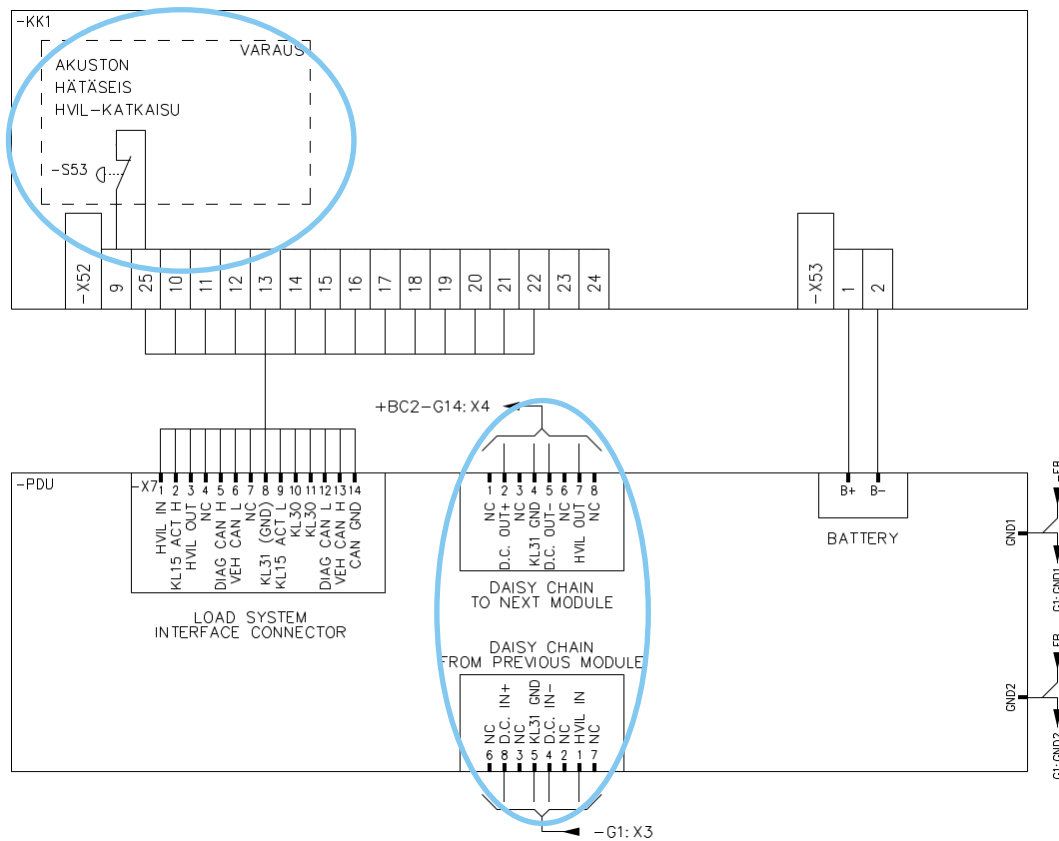 -KK1
VARAUS
AKUSTON
HÄTÄSEIS
HVIL-KATKAISU
-S53
-X52
9
25
10
11
12
13
14
15
16
17
18
19
20
21
22
23
24
-X53
1
2
+BC2-G14:X4
-PDU
-X7
1 HVIL IN
2 KL15 ACT H
3 HVIL OUT
4 NC
5 DIAG CAN H
6 VEH CAN L
7 NC
8 KL31 (GND)
9 KL15 ACT L
10 KL30
11 KL30
12 DIAG CAN L
13 VEH CAN H
14 CAN GND
LOAD SYSTEM
INTERFACE CONNECTOR
1 NC
2 D.C. OUT+
3 NC
4 KL31 GND
5 D.C. OUT-
6 NC
7 HVIL OUT
8 NC
DAISY CHAIN
TO NEXT MODULE
B+
B-
BATTERY
DAISY CHAIN
FROM PREVIOUS MODULE
6 NC
8 D.C. IN+
3 NC
5 KL31 GND
4 D.C. IN-
2 NC
1 HVIL IN
7 NC
-G1:X3
GND1
G1:GND1
GND2
G1:GND2